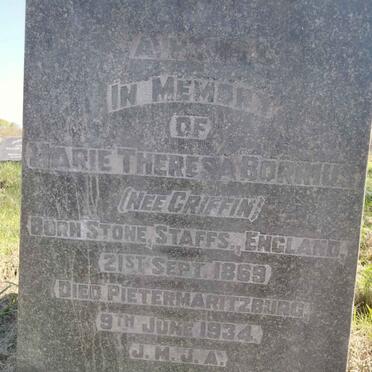 IN MEMORY
OF
MARIE THERESA
(NEE GRIFFIN)
BORN STONE, STAFFS., ENGLAND,
21ST SEPT. 1869
DIED PIETERMARITZBURG,
9TH JUNE 1934.
J.M.J.A.